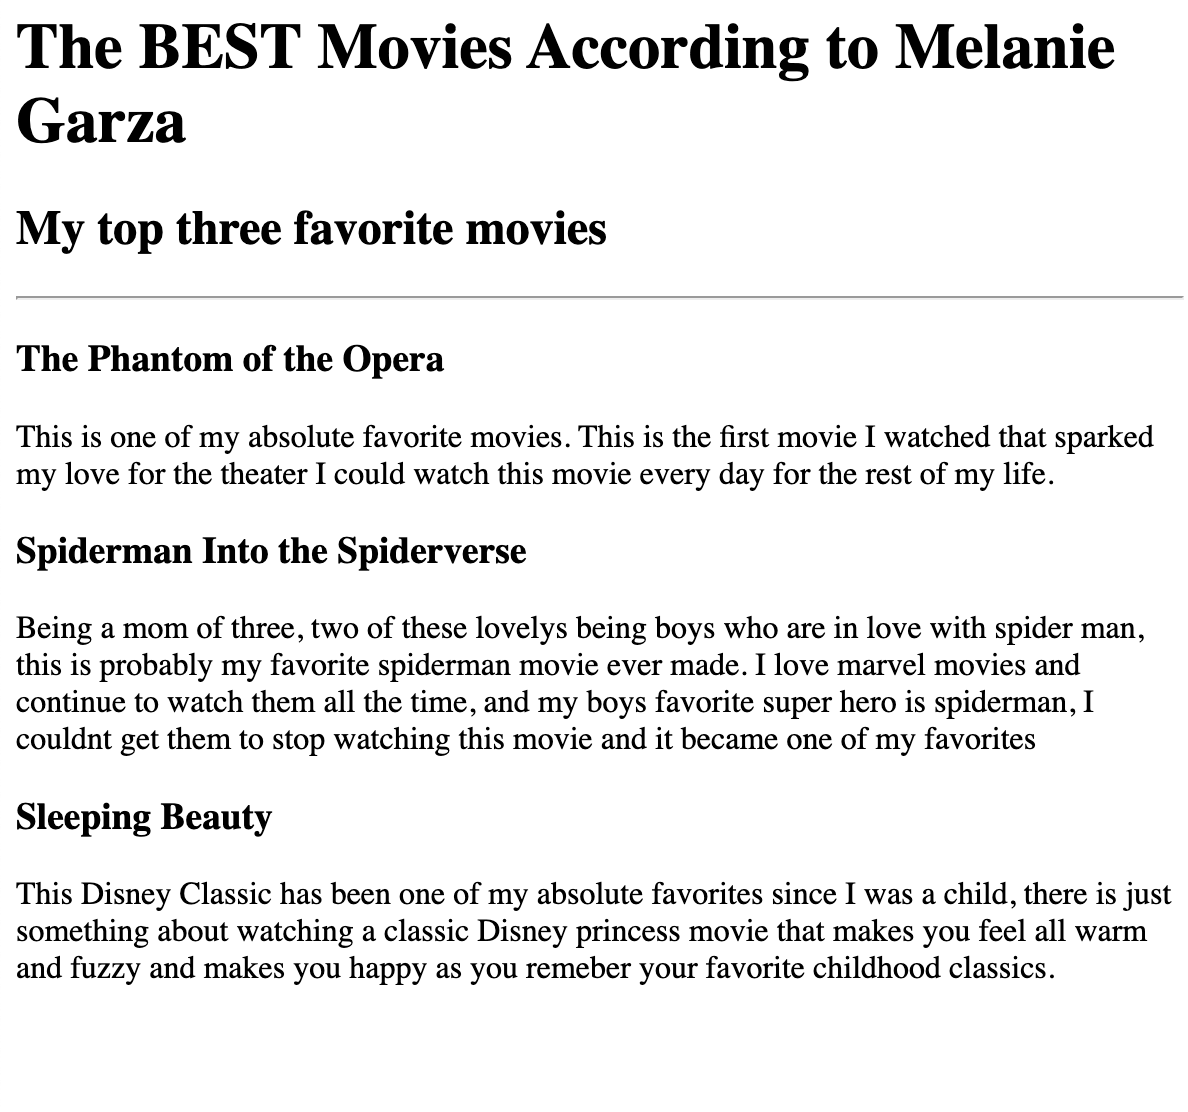 The BEST Movies According to Melanie
Garza
My top three favorite movies
The Phantom of the Opera
This is one of my absolute favorite movies. This is the first movie I watched that sparked
my love for the theater I could watch this movie every day for the rest of my life.
Spiderman Into the Spiderverse
Being a mom of three, two of these lovelys being boys who are in love with spider man,
this is probably my favorite spiderman movie ever made. I love marvel movies and
continue to watch them all the time, and my boys favorite super hero is spiderman, I
couldnt get them to stop watching this movie and it became one of my favorites
Sleeping Beauty
This Disney Classic has been one of my absolute favorites since I was a child, there is just
something about watching a classic Disney princess movie that makes you feel all warm
and fuzzy and makes you happy as you remeber your favorite childhood classics.